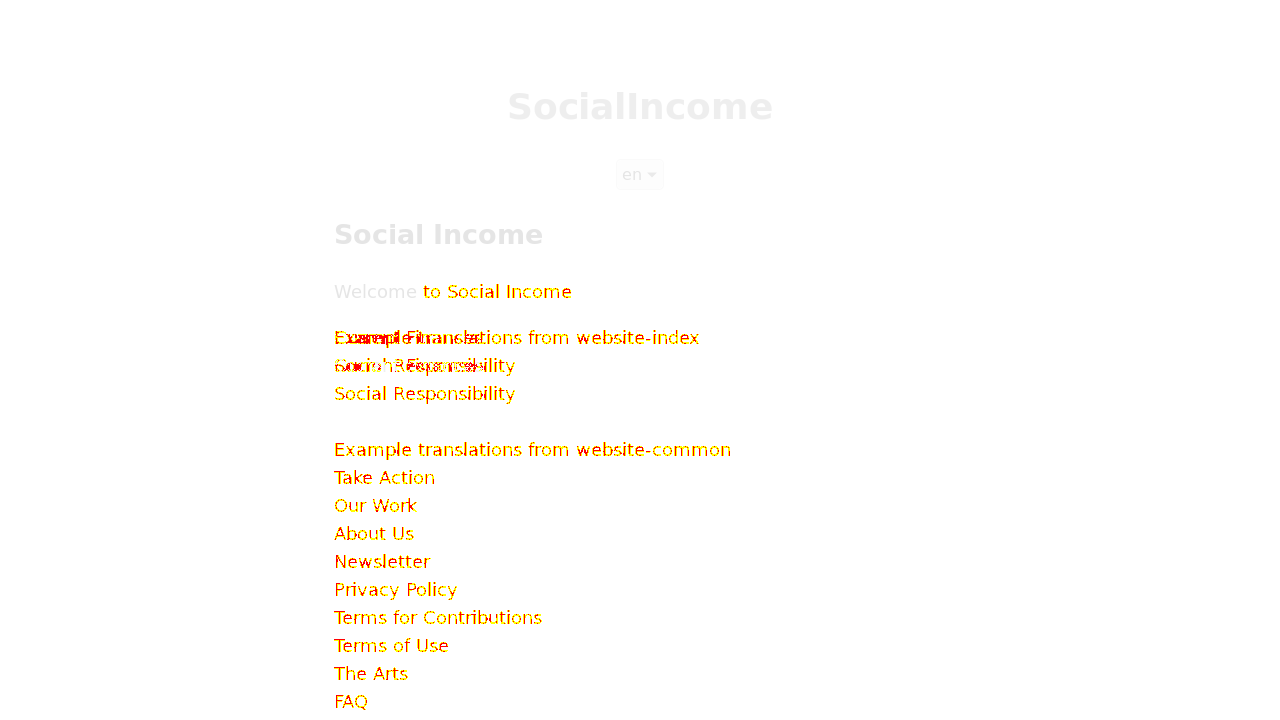 SocialIncome
en
Social Income
Welcome to Social Income
Example translations from website-index
Social Responsibility
Social Responsibility
Example translations from website-common
Take Action
Our Work
About Us
Newsletter
Privacy Policy
Terms for Contributions
Terms of Use
The Arts
FAQ